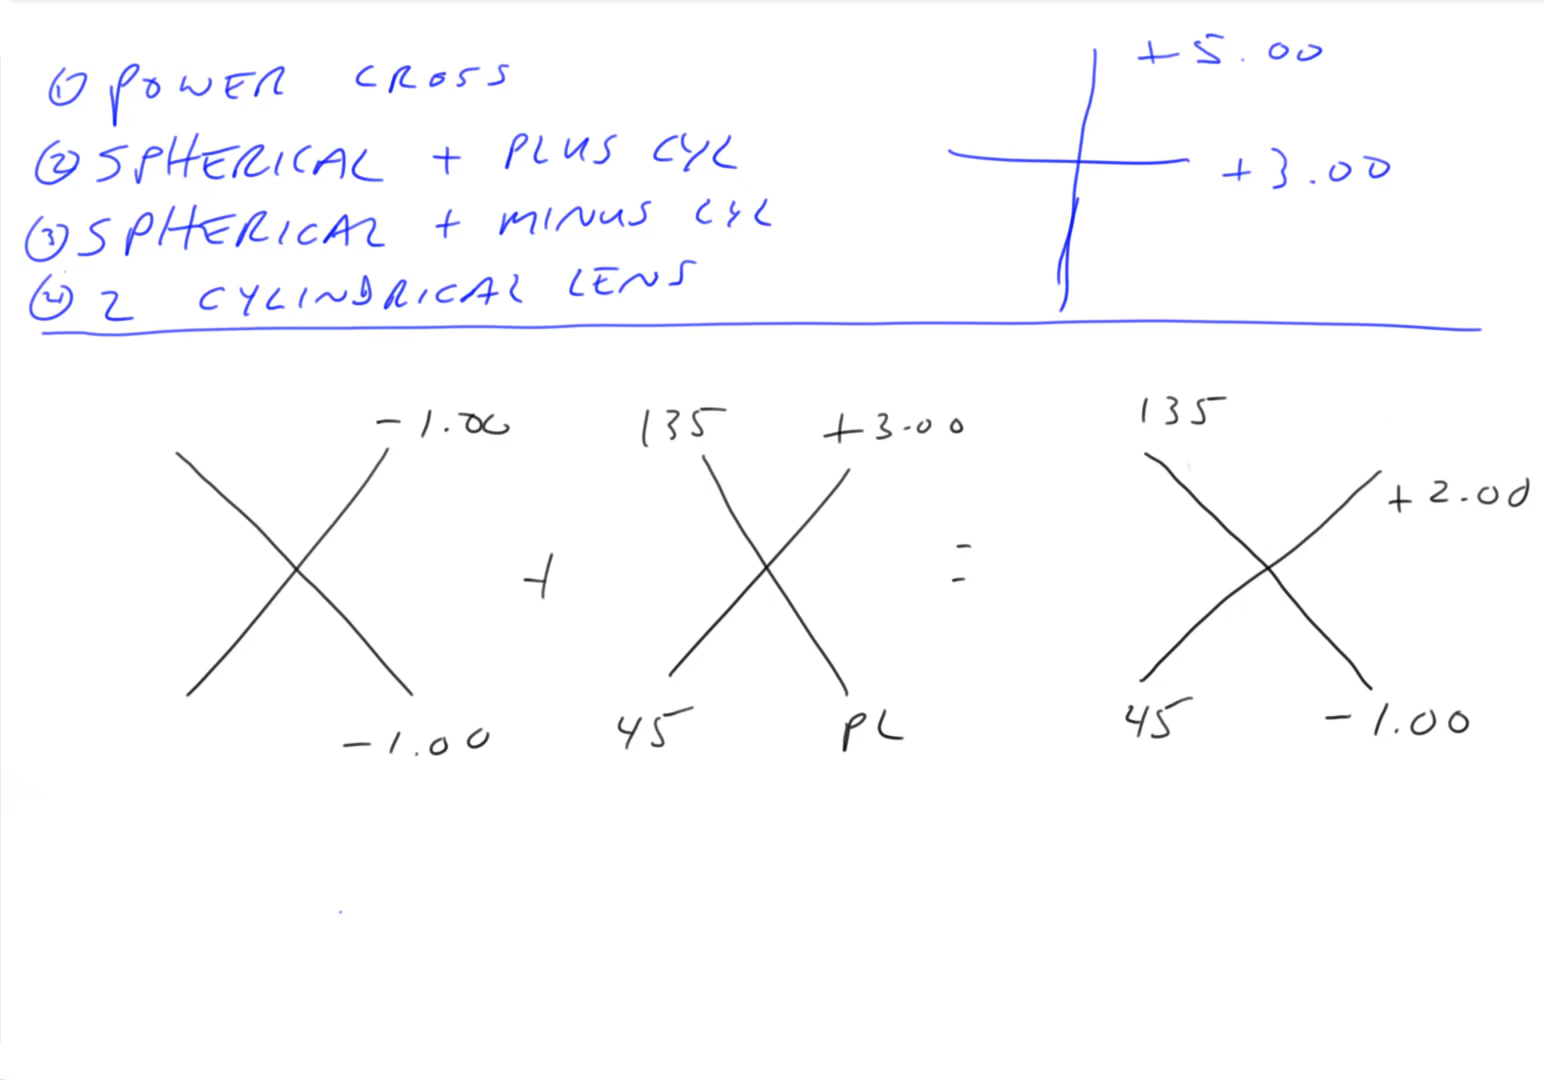 ① POWER CROSS
② SPHERICAL + PLUS CYL
③ SPHERICAL + MINUS CYL
④ 2 CYLINDRICAL LENS
+5.00
+3.00
-1.00 135 +3.00 135
+2.00
+ =
-1.00 45 PL 45 -1.00